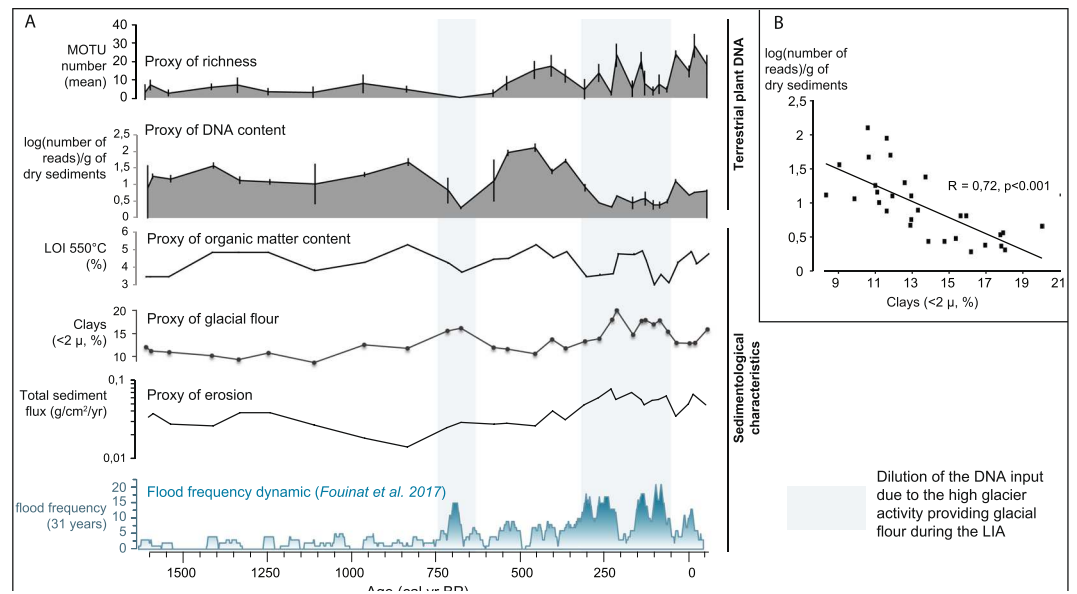 A
MOTU
number
(mean)
40
30
20
10
0
Proxy of richness
log(number of
reads)/g of
dry sediments
2,5
2
1,5
1
0,5
0
Proxy of DNA content
LOI 550°C
(%)
6
5
4
3
Proxy of organic matter content
Clays
(<2 µ, %)
20
15
10
Proxy of glacial flour
Total sediment
flux (g/cm²/yr)
0,1
0,01
Proxy of erosion
flood frequency
(31 years)
20
15
10
5
0
Flood frequency dynamic (Fouinat et al. 2017)
1500
1250
1000
750
500
250
0
Age (cal yr BP)
Terrestrial plant DNA
Sedimentological
characteristics
B
log(number of
reads)/g of
dry sediments
2,5
2
1,5
1
0,5
0
R = 0,72, p<0.001
9
11
13
15
17
19
21
Clays (<2 µ, %)
Dilution of the DNA input
due to the high glacier
activity providing glacial
flour during the LIA